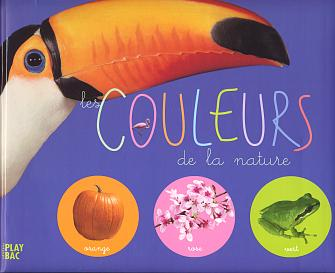 les
COULEURS
de la nature
orange
rose
vert
PLAY
BAC